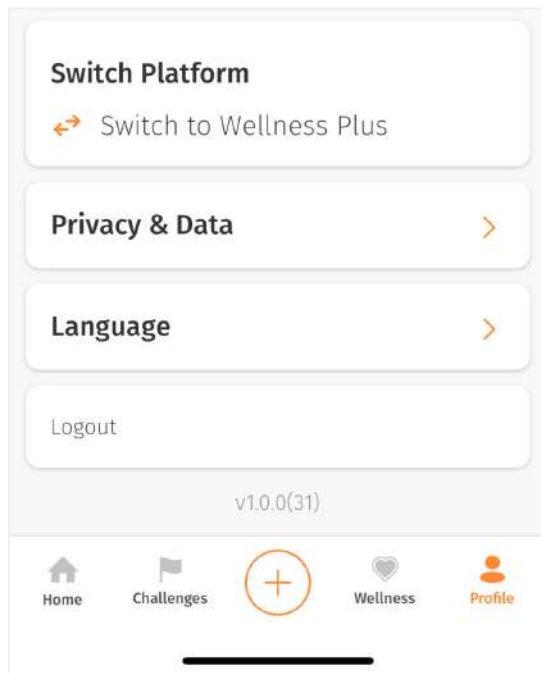 Switch Platform
Switch to Wellness Plus
Privacy & Data
Language
Logout
v1.0.0(31)
Home Challenges Wellness Profile